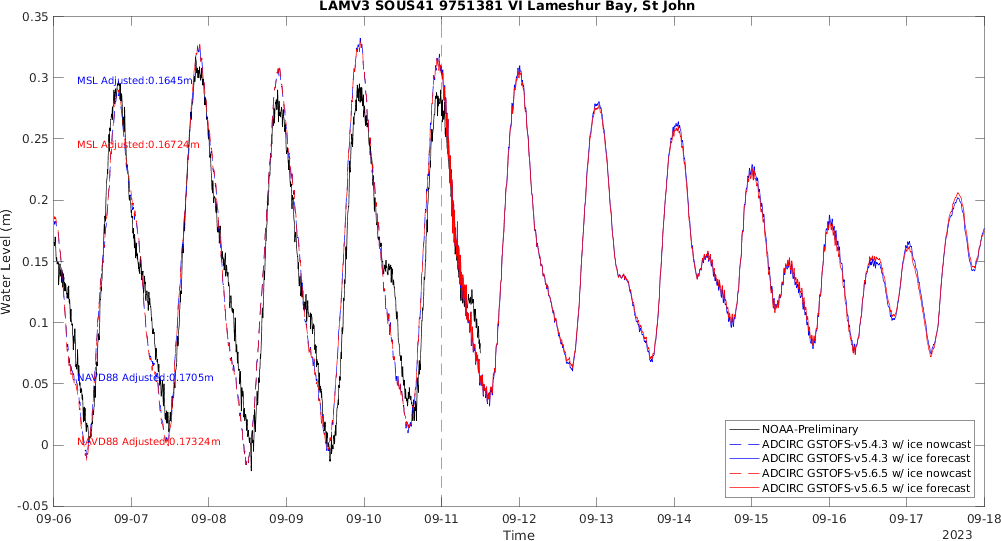 LAMV3 SOUS41 9751381 VI Lameshur Bay, St John
0.35
0.3
0.25
0.2
0.15
0.1
0.05
0
-0.05
Water Level (m)
MSL Adjusted:0.1645m
MSL Adjusted:0.16724m
NAVD88 Adjusted:0.1705m
NAVD88 Adjusted:0.17324m
NOAA-Preliminary
ADCIRC GSTOFS-v5.4.3 w/ ice nowcast
ADCIRC GSTOFS-v5.4.3 w/ ice forecast
ADCIRC GSTOFS-v5.6.5 w/ ice nowcast
ADCIRC GSTOFS-v5.6.5 w/ ice forecast
09-06 09-07 09-08 09-09 09-10 09-11 09-12 09-13 09-14 09-15 09-16 09-17 09-18
Time
2023